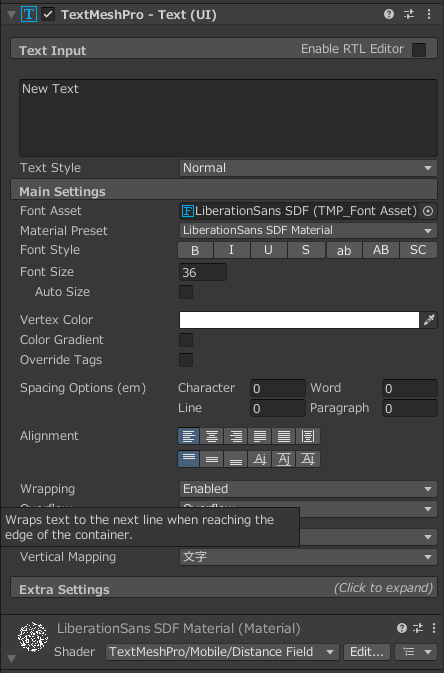 TextMeshPro - Text (UI)
Text Input Enable RTL Editor
New Text
Text Style Normal
Main Settings
Font Asset LiberationSans SDF (TMP_Font Asset)
Material Preset LiberationSans SDF Material
Font Style B I U S ab AB SC
Font Size 36
Auto Size
Vertex Color
Color Gradient
Override Tags
Spacing Options (em) Character 0 Word 0
Line 0 Paragraph 0
Alignment
Wrapping Enabled
Wraps text to the next line when reaching the
edge of the container.
Vertical Mapping 文字
Extra Settings (Click to expand)
LiberationSans SDF Material (Material)
Shader TextMeshPro/Mobile/Distance Field Edit...